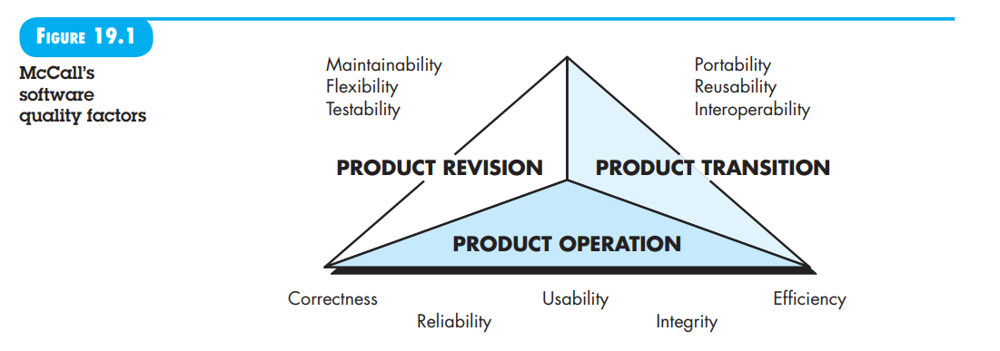 FIGURE 19.1
McCall's
software
quality factors
Maintainability
Flexibility
Testability
Portability
Reusability
Interoperability
PRODUCT REVISION
PRODUCT TRANSITION
PRODUCT OPERATION
Correctness
Usability
Efficiency
Reliability
Integrity